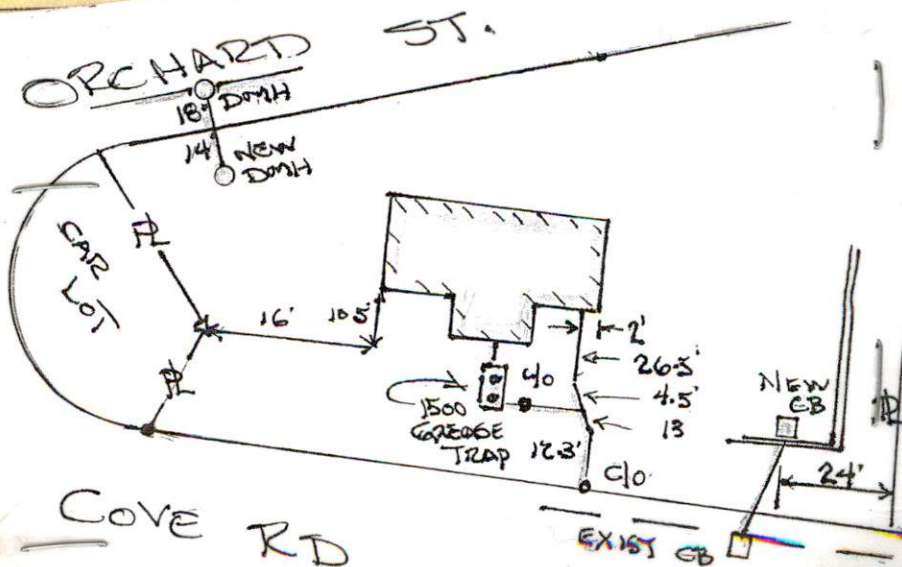 ORCHARD ST.
18'
DMH
14'
NEW
DMH
CAR
LOT
PL
PL
16'
10.5'
2'
26.5'
4.5'
13
12.3'
C/O
1500
GREASE
TRAP
C/O
NEW
CB
PL
24'
EXIST CB
COVE RD